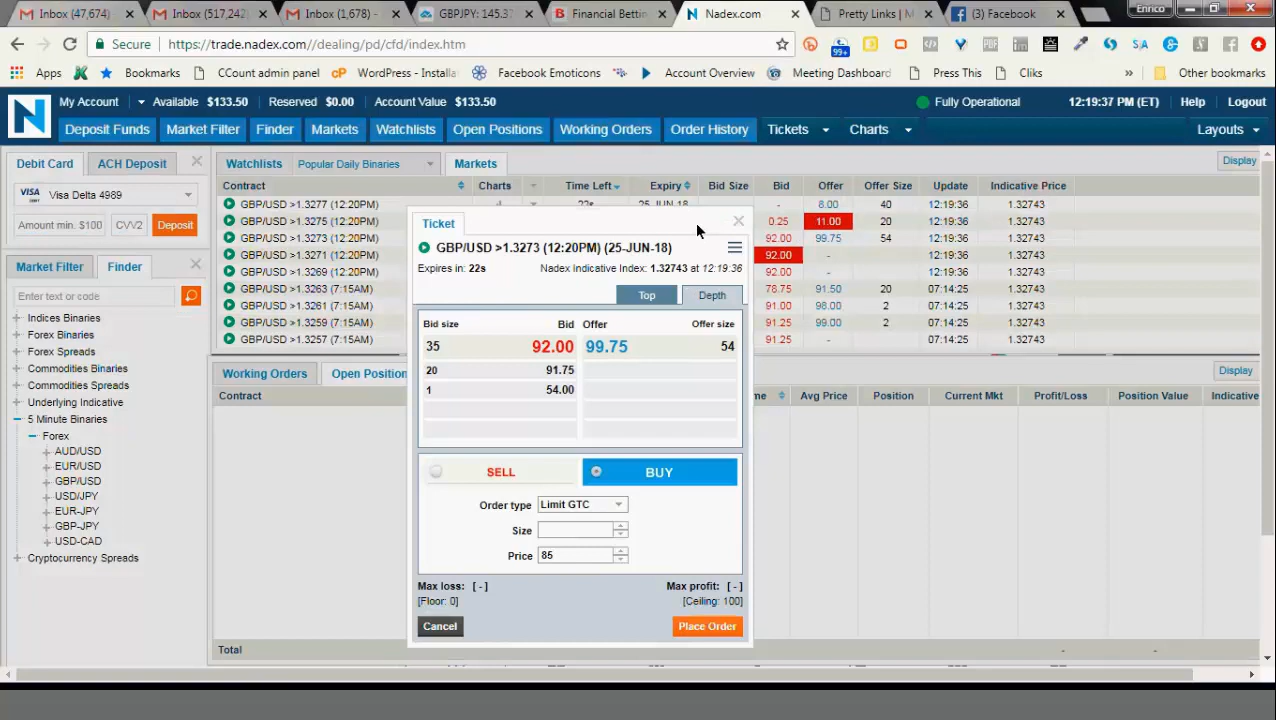 Inbox (47,674)
Inbox (517,242)
Inbox (1,678) -
GBPJPY: 145.3
Financial Bettin
Nadex.com
Pretty Links | M
(3) Facebook
Enrico
Secure
https://trade.nadex.com//dealing/pd/cfd/index.htm
99+
Apps
Bookmarks
CCount admin panel
cP
WordPress - Installa
Facebook Emoticons
Account Overview
Meeting Dashboard
Press This
Cliks
»
Other bookmarks
N
My Account
Available $133.50
Reserved $0.00
Account Value $133.50
Fully Operational
12:19:37 PM (ET)
Help
Logout
Deposit Funds
Market Filter
Finder
Markets
Watchlists
Open Positions
Working Orders
Order History
Tickets
Charts
Layouts
Debit Card
ACH Deposit
VISA Visa Delta 4989
Amount min. $100
CVV2
Deposit
Market Filter
Finder
Enter text or code
Indices Binaries
Forex Binaries
Forex Spreads
Commodities Binaries
Commodities Spreads
Underlying Indicative
5 Minute Binaries
Forex
AUD/USD
EUR/USD
GBP/USD
USD/JPY
EUR-JPY
GBP-JPY
USD-CAD
Cryptocurrency Spreads
Watchlists
Popular Daily Binaries
Markets
Display
Contract Charts Time Left Expiry Bid Size Bid Offer Offer Size Update Indicative Price
GBP/USD >1.3277 (12:20PM) 22s 25-JUN-18 - 8.00 40 12:19:36 1.32743
GBP/USD >1.3275 (12:20PM) 0.25 11.00 20 12:19:36 1.32743
GBP/USD >1.3273 (12:20PM) 92.00 99.75 54 12:19:36 1.32743
GBP/USD >1.3271 (12:20PM) 92.00 - - 12:19:36 1.32743
GBP/USD >1.3269 (12:20PM) 92.00 - - 12:19:36 1.32743
GBP/USD >1.3263 (7:15AM) 78.75 91.50 20 07:14:25 1.32743
GBP/USD >1.3261 (7:15AM) 91.00 98.00 2 07:14:25 1.32743
GBP/USD >1.3259 (7:15AM) 91.25 99.00 2 07:14:25 1.32743
GBP/USD >1.3257 (7:15AM) 91.25 - - 07:14:25 1.32743
Ticket
GBP/USD >1.3273 (12:20PM) (25-JUN-18)
Expires in: 22s
Nadex Indicative Index: 1.32743 at 12:19:36
Top
Depth
Bid size Bid Offer Offer size
35 92.00 99.75 54
20 91.75
1 54.00
SELL
BUY
Order type Limit GTC
Size
Price 85
Max loss: [ - ]
Max profit: [ - ]
[Floor: 0]
[Ceiling: 100]
Cancel
Place Order
Working Orders
Open Position
Display
Contract
Avg Price Position Current Mkt Profit/Loss Position Value Indicative
Total - -